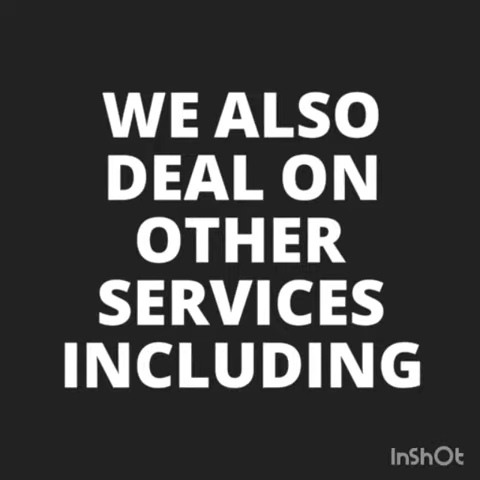 WE ALSO
DEAL ON
OTHER
SERVICES
INCLUDING
InShOt